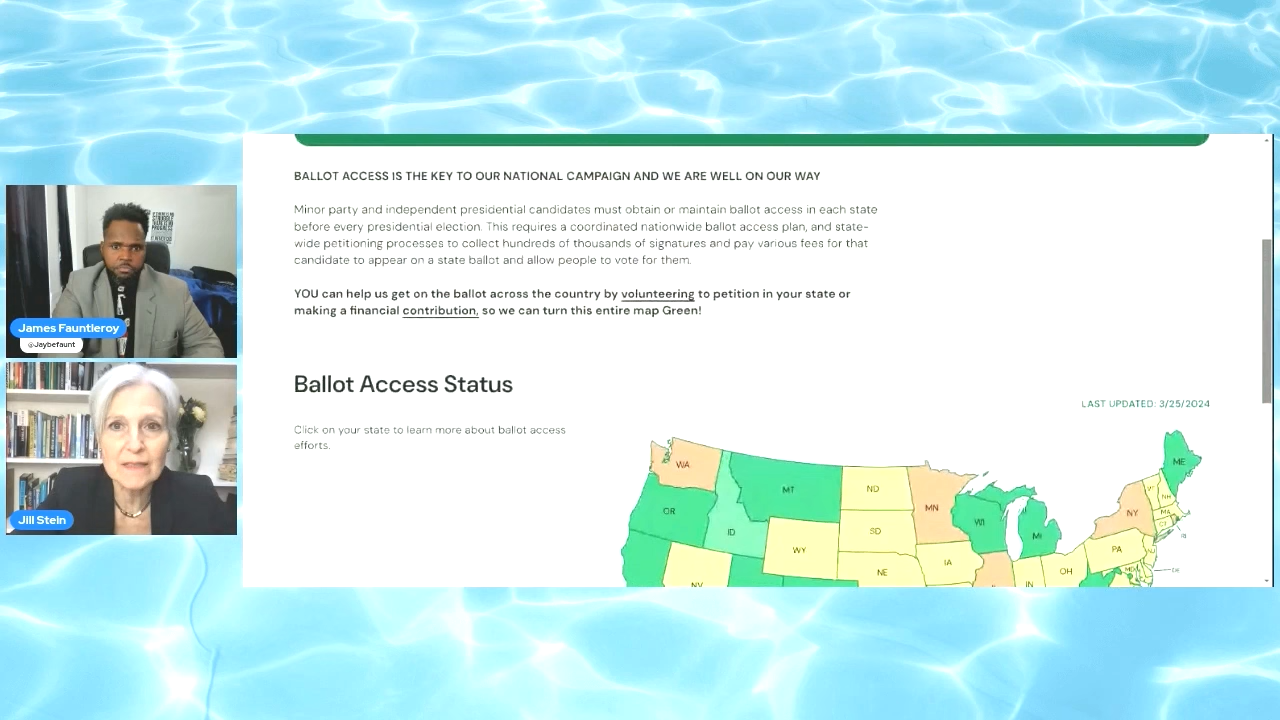 BALLOT ACCESS IS THE KEY TO OUR NATIONAL CAMPAIGN AND WE ARE WELL ON OUR WAY
Minor party and independent presidential candidates must obtain or maintain ballot access in each state
before every presidential election. This requires a coordinated nationwide ballot access plan, and state-
wide petitioning processes to collect hundreds of thousands of signatures and pay various fees for that
candidate to appear on a state ballot and allow people to vote for them.
YOU can help us get on the ballot across the country by volunteering to petition in your state or
making a financial contribution, so we can turn this entire map Green!
James Fauntleroy
@Jaybefaunt
Jill Stein
Ballot Access Status
LAST UPDATED: 3/25/2024
Click on your state to learn more about ballot access
efforts.
WA
MT
ND
MN
ME
OR
ID
SD
WI
MI
NY
VT
NH
MA
CT
RI
WY
NE
IA
PA
OH
IN
NV
NJ
MD
DE